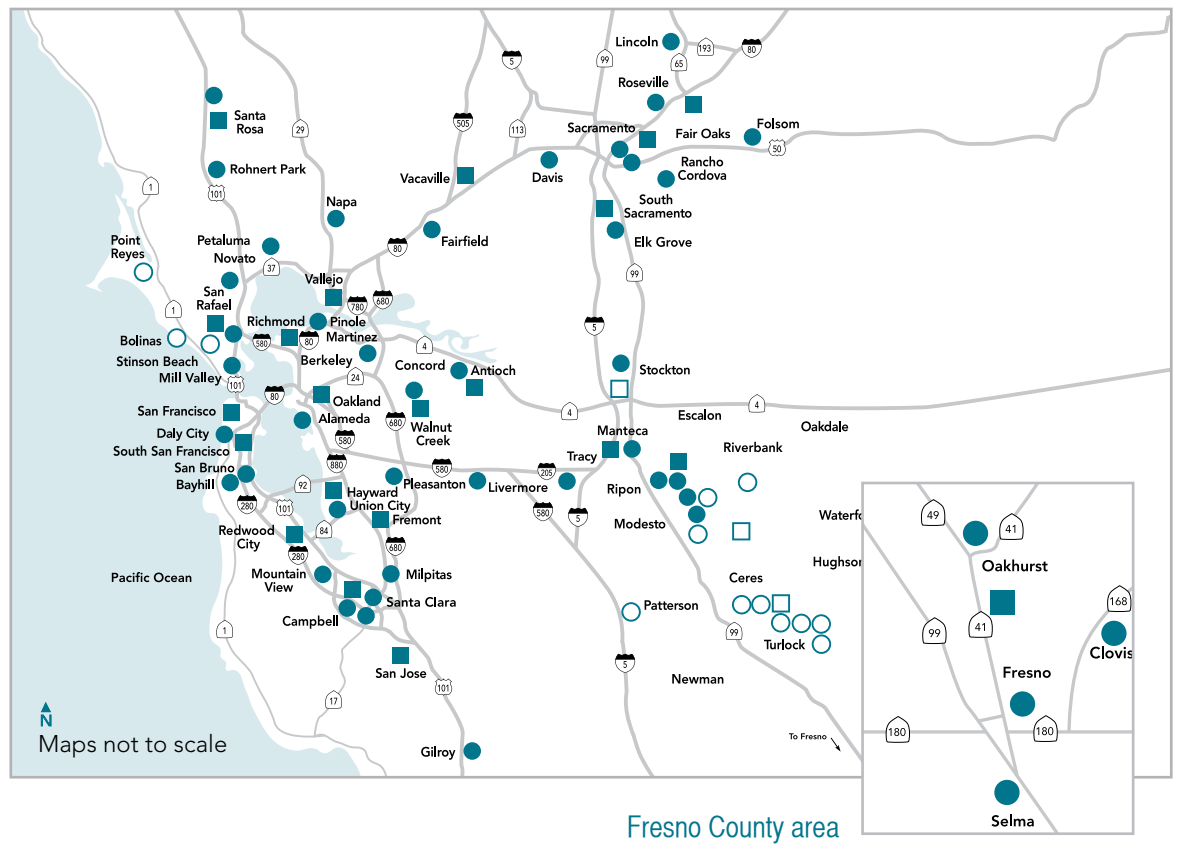 Lincoln
193
80
5
99
65
Roseville
505
113
Santa
Rosa
29
Sacramento
Fair Oaks
Folsom
50
Rohnert Park
Vacaville
Davis
Rancho
Cordova
1
101
Napa
South
Sacramento
Point
Reyes
Petaluma
Novato
80
Fairfield
Elk Grove
37
99
San
Rafael
Vallejo
780
680
1
Richmond
Pinole
5
Bolinas
580
80
Martinez
4
Berkeley
Stinson Beach
Mill Valley
Concord
Antioch
Stockton
101
24
80
San Francisco
Oakland
4
Escalon
4
Alameda
680
Walnut
Creek
Oakdale
Daly City
580
Manteca
South San Francisco
Riverbank
Tracy
San Bruno
880
580
205
Bayhill
92
Pleasanton
Livermore
Ripon
Hayward
Union City
280
101
580
5
Modesto
Waterfo
Fremont
Redwood
City
84
280
680
Hughson
49
41
Oakhurst
Pacific Ocean
Mountain
View
Milpitas
Ceres
Santa Clara
Patterson
168
Campbell
1
99
Turlock
99
41
Clovis
San Jose
5
Newman
Fresno
101
17
N
Maps not to scale
Gilroy
To Fresno
180
180
Selma
Fresno County area